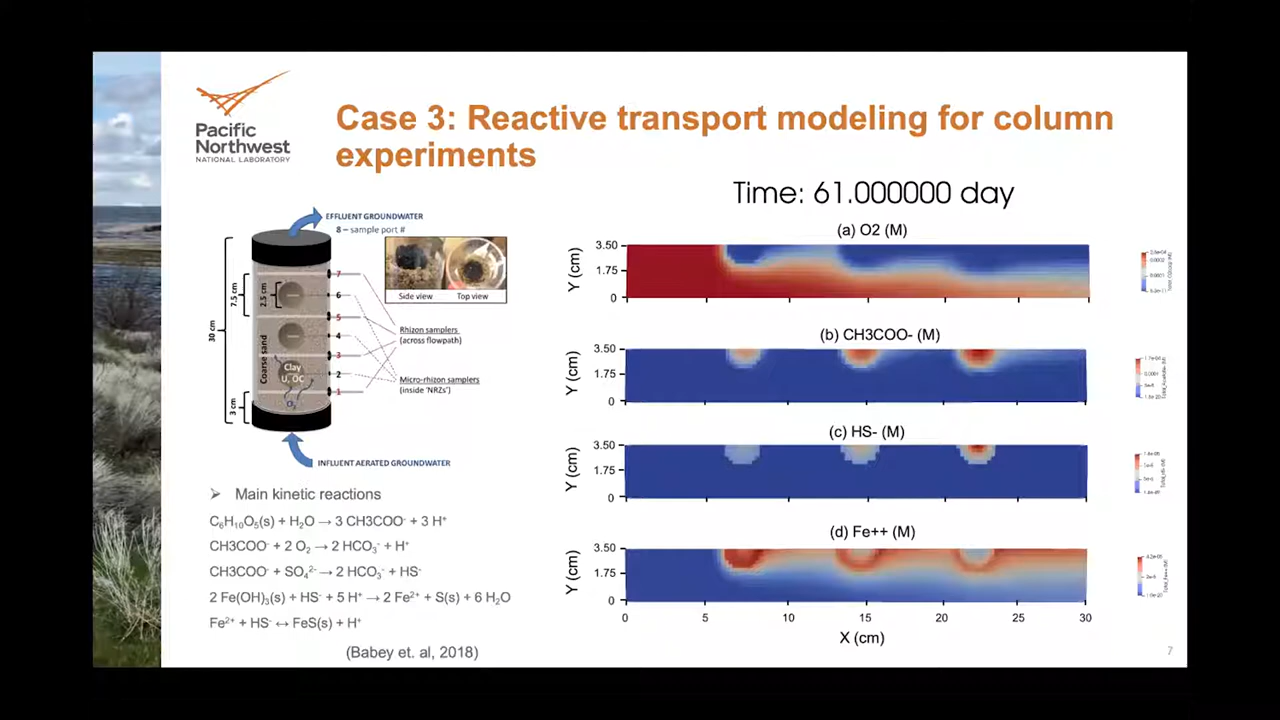 Pacific
Northwest
NATIONAL LABORATORY
Case 3: Reactive transport modeling for column
experiments
Time: 61.000000 day
EFFLUENT GROUNDWATER
8 – sample port #
Side view
Top view
7
6
5
4
3
2
1
7.5 cm
2.5 cm
30 cm
3 cm
Coarse sand
Clay
U, OC
O2
Rhizon samplers
(across flowpath)
Micro-rhizon samplers
(inside 'NRZs')
INFLUENT AERATED GROUNDWATER
➢ Main kinetic reactions
C₆H₁₀O₅(s) + H₂O → 3 CH3COO⁻ + 3 H⁺
CH3COO⁻ + 2 O₂ → 2 HCO₃⁻ + H⁺
CH3COO⁻ + SO₄²⁻ → 2 HCO₃⁻ + HS⁻
2 Fe(OH)₃(s) + HS⁻ + 5 H⁺ → 2 Fe²⁺ + S(s) + 6 H₂O
Fe²⁺ + HS⁻ ↔ FeS(s) + H⁺
(Babey et. al, 2018)
(a) O2 (M)
Y (cm)
3.50
1.75
0
(b) CH3COO- (M)
Y (cm)
3.50
1.75
0
(c) HS- (M)
Y (cm)
3.50
1.75
0
(d) Fe++ (M)
Y (cm)
3.50
1.75
0
0 5 10 15 20 25 30
X (cm)
7